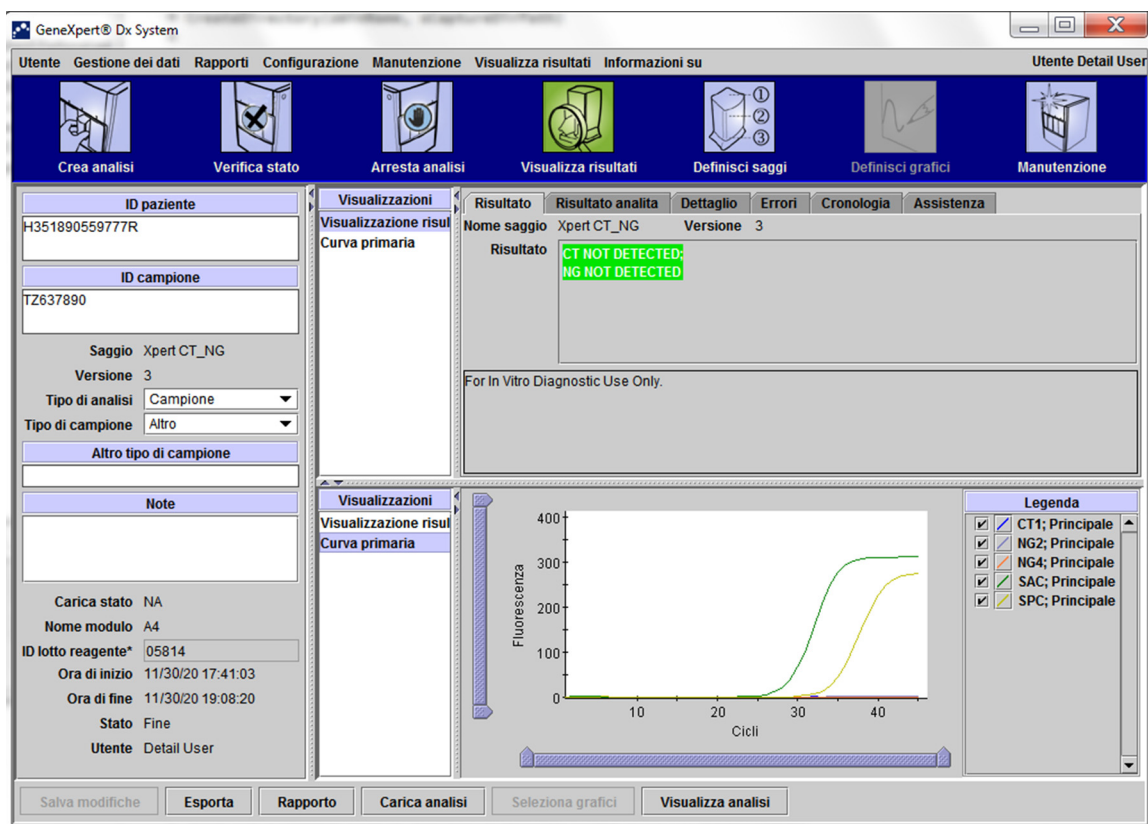 GeneXpert® Dx System
Utente Gestione dei dati Rapporti Configurazione Manutenzione Visualizza risultati Informazioni su Utente Detail User
Crea analisi Verifica stato Arresta analisi Visualizza risultati Definisci saggi Definisci grafici Manutenzione
ID paziente
H351890559777R
ID campione
TZ637890
Saggio Xpert CT_NG
Versione 3
Tipo di analisi Campione
Tipo di campione Altro
Altro tipo di campione
Note
Carica stato NA
Nome modulo A4
ID lotto reagente* 05814
Ora di inizio 11/30/20 17:41:03
Ora di fine 11/30/20 19:08:20
Stato Fine
Utente Detail User
Visualizzazioni
Visualizzazione risul
Curva primaria
Risultato Risultato analita Dettaglio Errori Cronologia Assistenza
Nome saggio Xpert CT_NG Versione 3
Risultato CT NOT DETECTED;
NG NOT DETECTED
For In Vitro Diagnostic Use Only.
Visualizzazioni
Visualizzazione risul
Curva primaria
Fluorescenza
400
300
200
100
0
10 20 30 40
Cicli
Legenda
CT1; Principale
NG2; Principale
NG4; Principale
SAC; Principale
SPC; Principale
Salva modifiche Esporta Rapporto Carica analisi Seleziona grafici Visualizza analisi